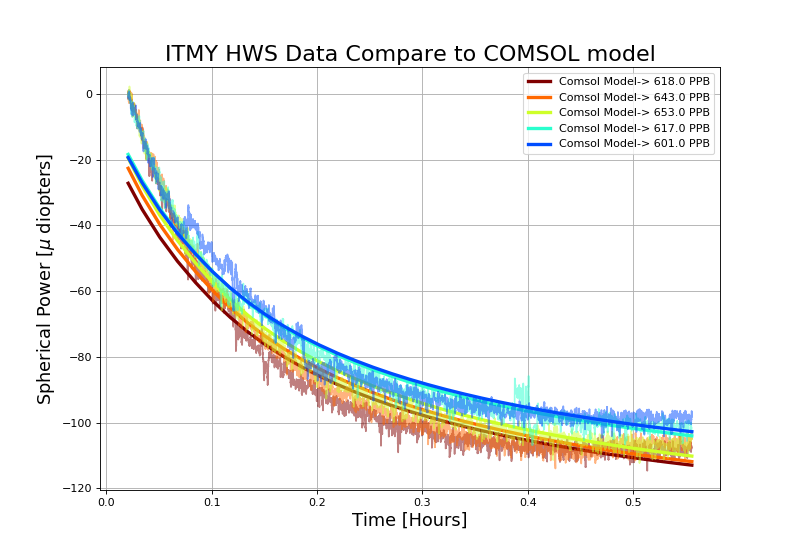 ITMY HWS Data Compare to COMSOL model
Comsol Model-> 618.0 PPB
Comsol Model-> 643.0 PPB
Comsol Model-> 653.0 PPB
Comsol Model-> 617.0 PPB
Comsol Model-> 601.0 PPB
Spherical Power [μ diopters]
0
−20
−40
−60
−80
−100
−120
0.0 0.1 0.2 0.3 0.4 0.5
Time [Hours]